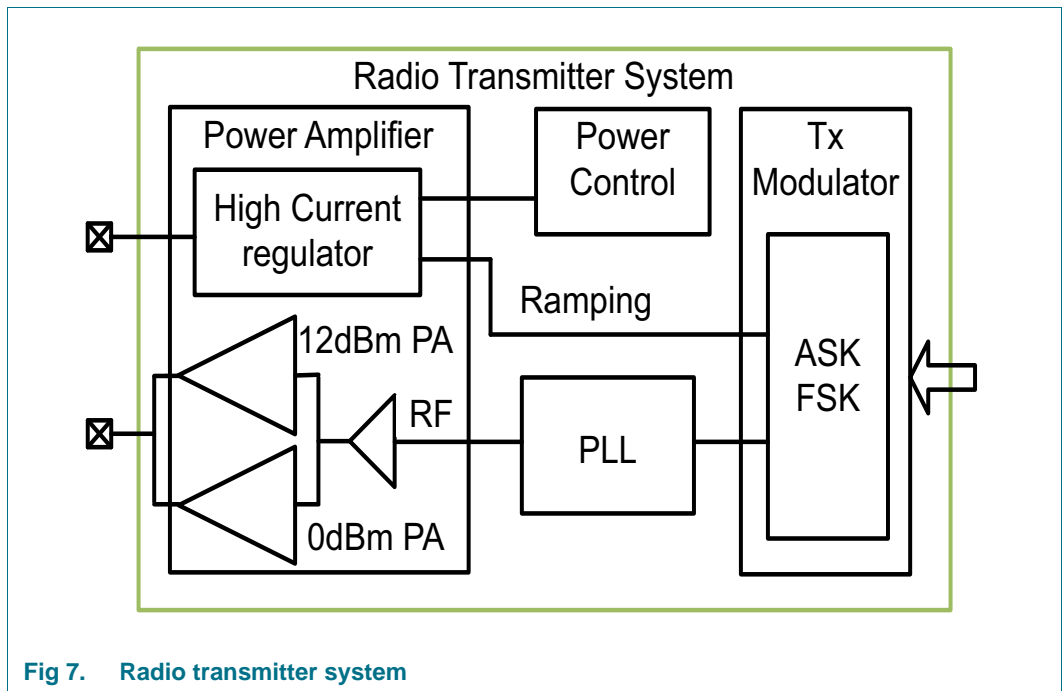 Radio Transmitter System
Power Amplifier
High Current
regulator
Power
Control
Tx
Modulator
Ramping
ASK
FSK
12dBm PA
RF
PLL
0dBm PA
Fig 7. Radio transmitter system